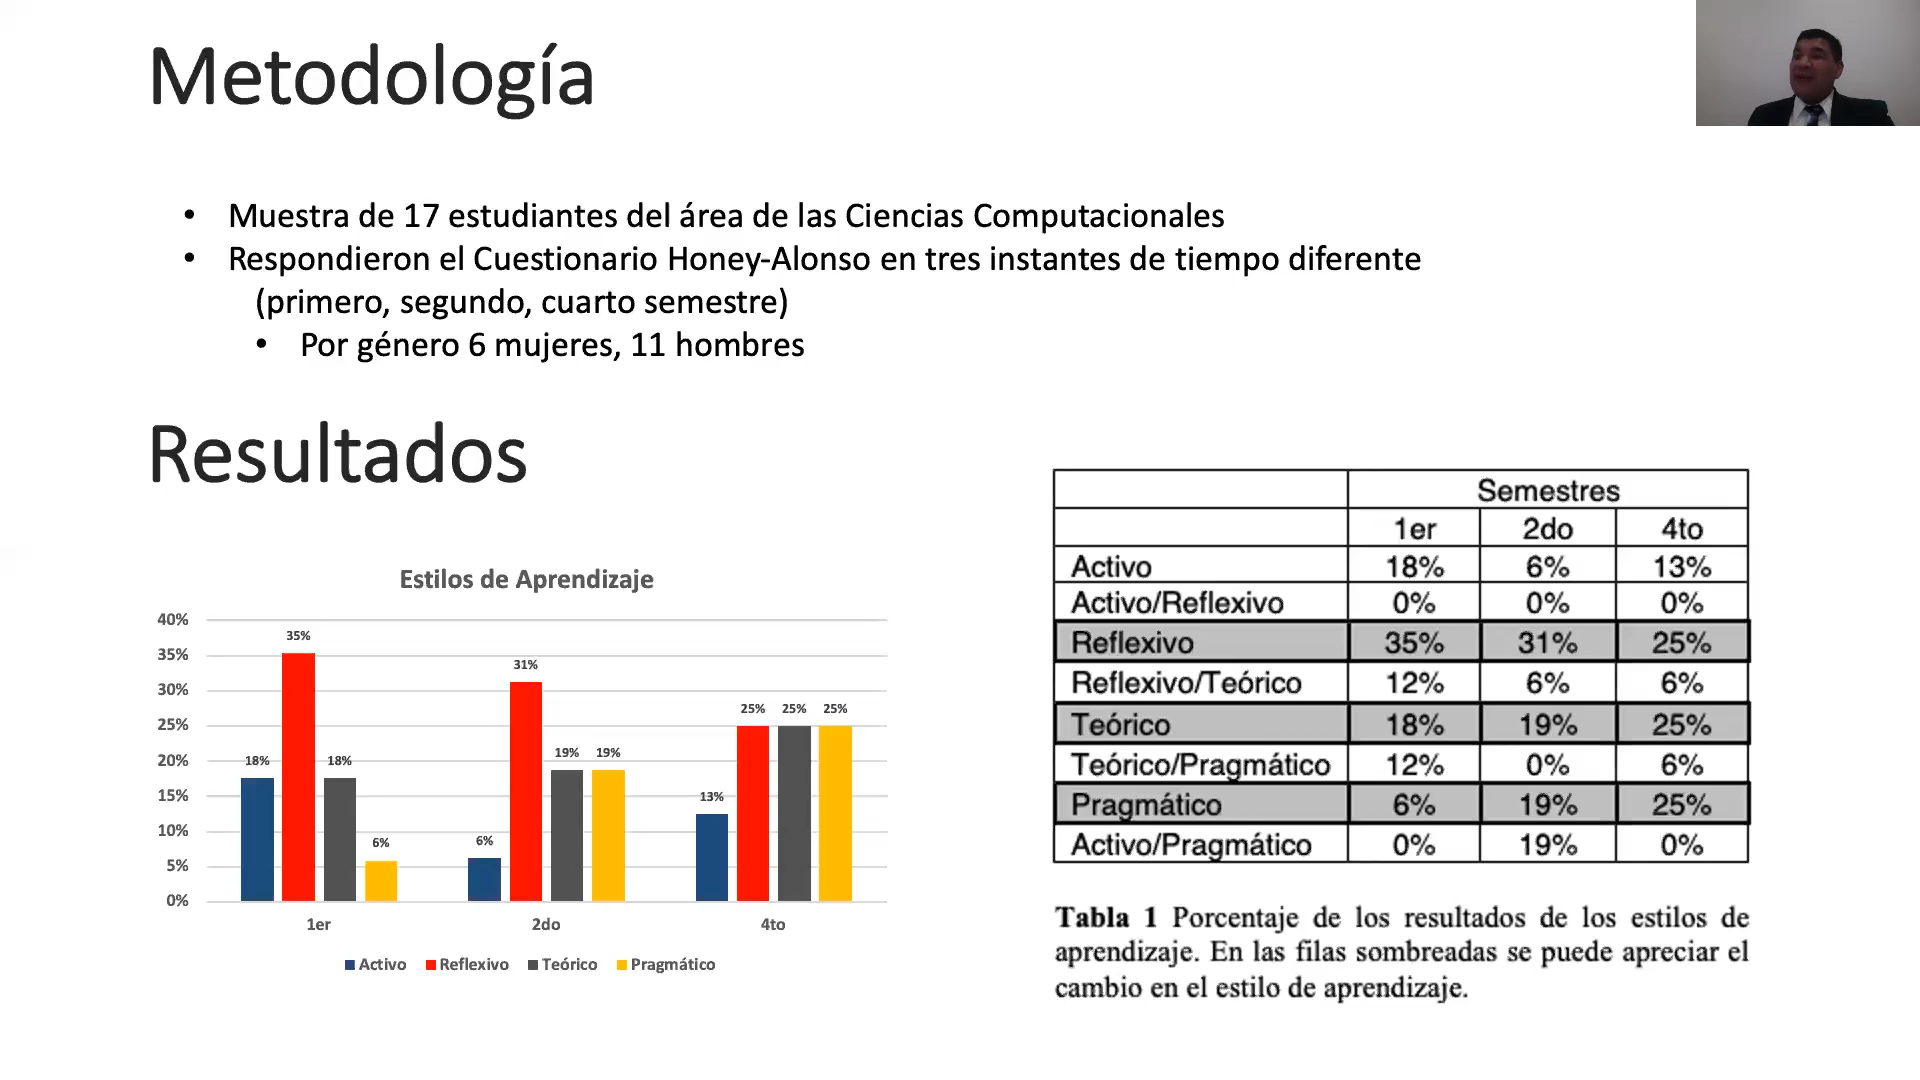 Metodología
• Muestra de 17 estudiantes del área de las Ciencias Computacionales
• Respondieron el Cuestionario Honey-Alonso en tres instantes de tiempo diferente
(primero, segundo, cuarto semestre)
• Por género 6 mujeres, 11 hombres
Resultados
Estilos de Aprendizaje
40%
35%
30%
25%
20%
15%
10%
5%
0%
18% 35% 18% 6%
6% 31% 19% 19%
13% 25% 25% 25%
1er 2do 4to
Activo Reflexivo Teórico Pragmático
Semestres
1er 2do 4to
Activo 18% 6% 13%
Activo/Reflexivo 0% 0% 0%
Reflexivo 35% 31% 25%
Reflexivo/Teórico 12% 6% 6%
Teórico 18% 19% 25%
Teórico/Pragmático 12% 0% 6%
Pragmático 6% 19% 25%
Activo/Pragmático 0% 19% 0%
Tabla 1 Porcentaje de los resultados de los estilos de
aprendizaje. En las filas sombreadas se puede apreciar el
cambio en el estilo de aprendizaje.